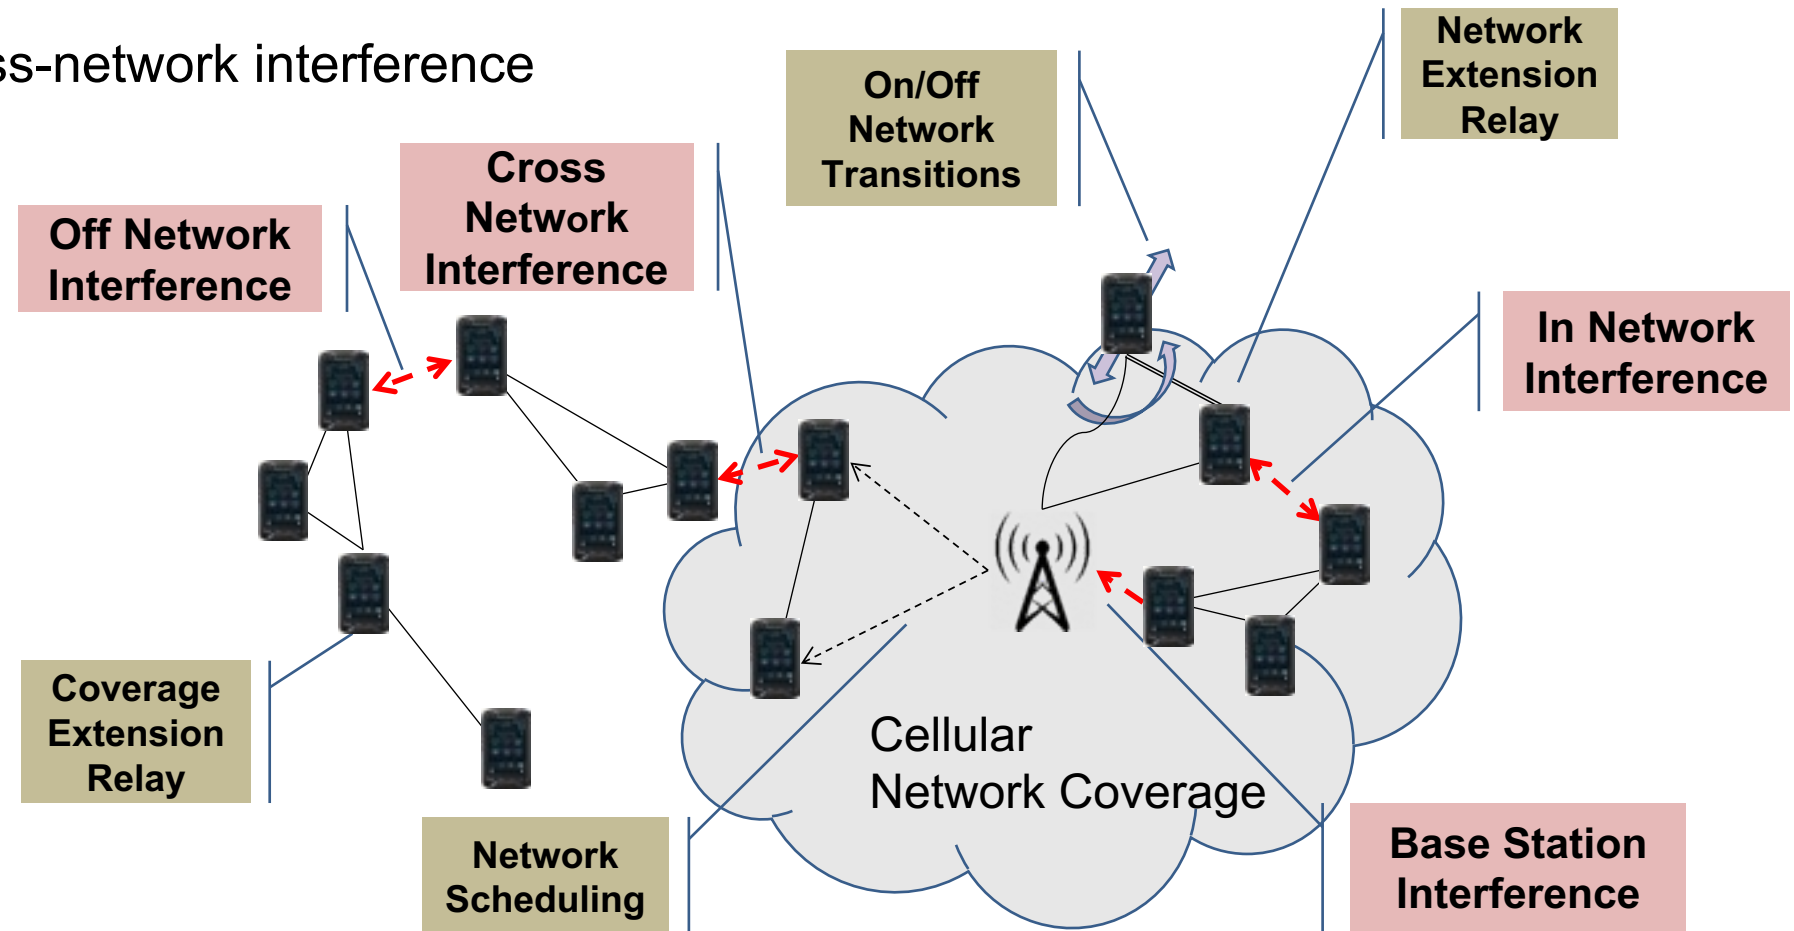 ss-network interference
Network
Extension
Relay
On/Off
Network
Transitions
Cross
Network
Interference
Off Network
Interference
In Network
Interference
Coverage
Extension
Relay
Cellular
Network Coverage
Network
Scheduling
Base Station
Interference